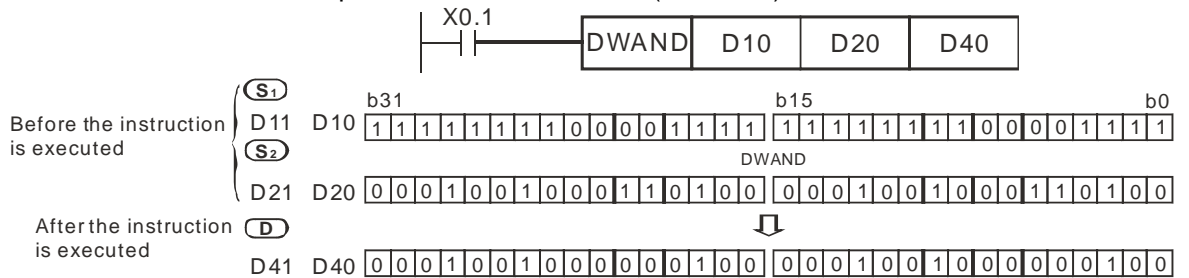 X0.1
DWAND D10 D20 D40
S1
b31 b15 b0
Before the instruction
is executed
D11 D10 1 1 1 1 1 1 1 1 0 0 0 0 1 1 1 1 1 1 1 1 1 1 1 1 0 0 0 0 1 1 1 1
S2
DWAND
D21 D20 0 0 0 1 0 0 1 0 0 0 1 1 0 1 0 0 0 0 0 1 0 0 1 0 0 0 1 1 0 1 0 0
After the instruction
is executed
D
D41 D40 0 0 0 1 0 0 1 0 0 0 0 0 0 1 0 0 0 0 0 1 0 0 1 0 0 0 0 0 0 1 0 0